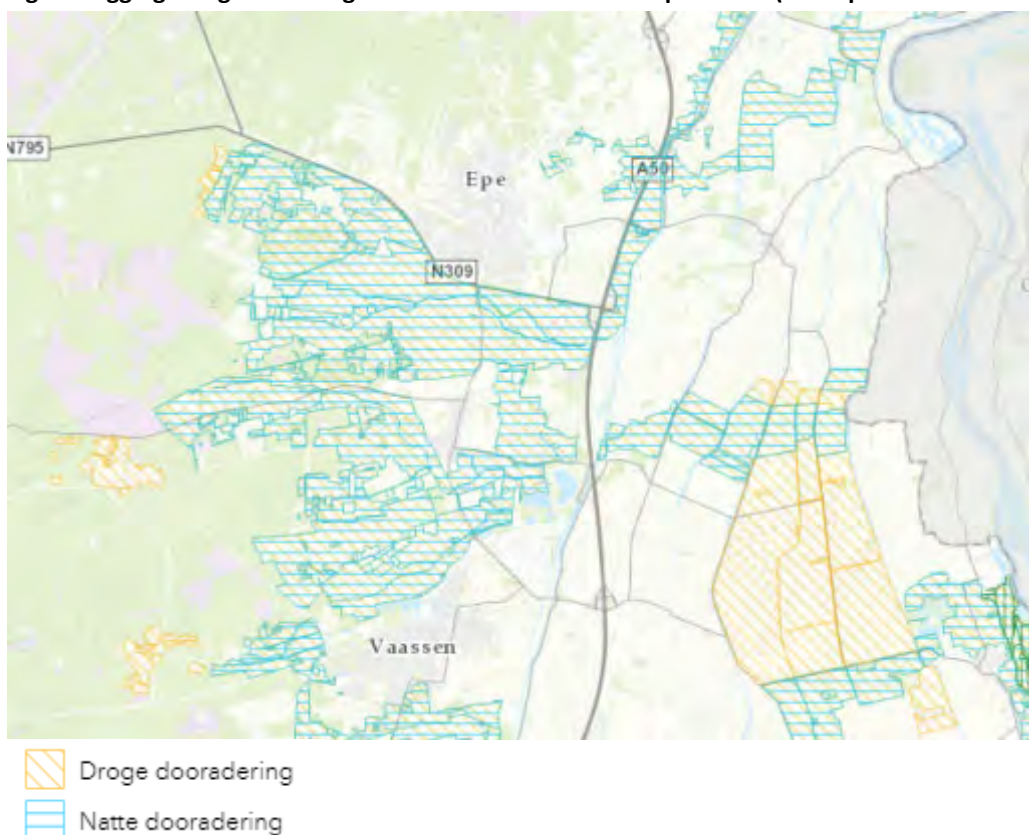 N795
Epe
A50
N309
Vaassen
Droge dooradering
Natte dooradering